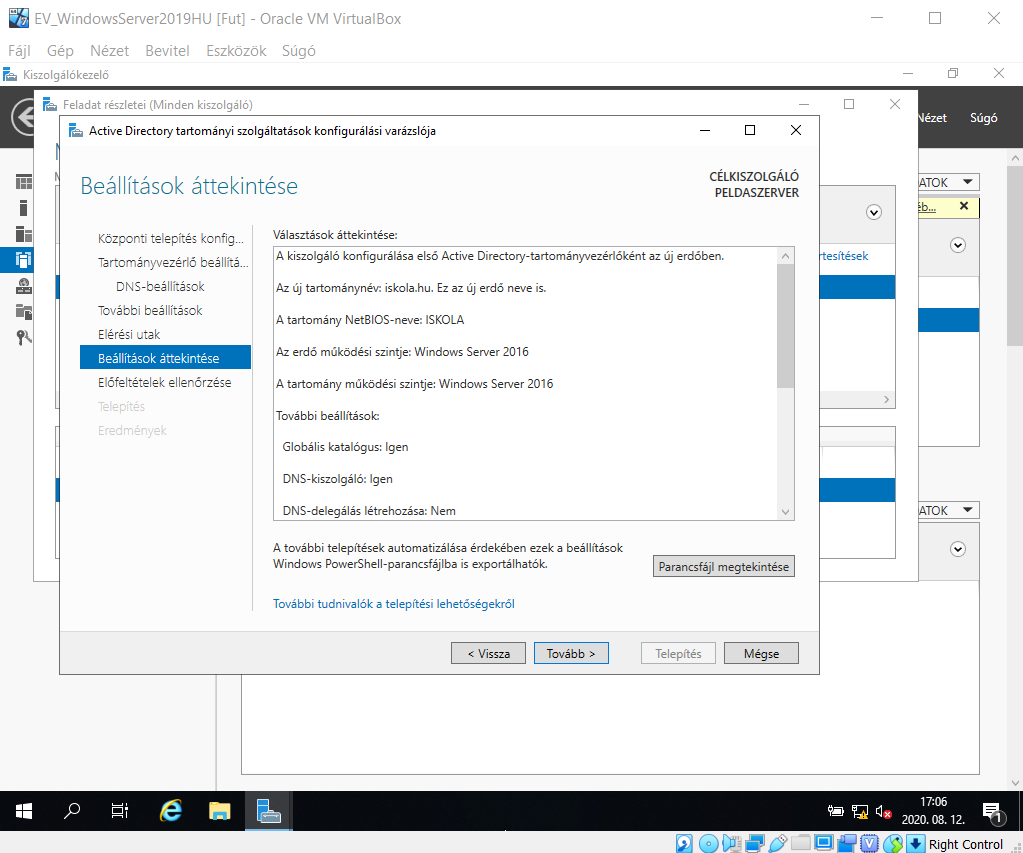 EV_WindowsServer2019HU [Fut] - Oracle VM VirtualBox
Fájl Gép Nézet Bevitel Eszközök Súgó
Kiszolgálókezelő
Feladat részletei (Minden kiszolgáló)
Nézet Súgó
Active Directory tartományi szolgáltatások konfigurálási varázslója
Beállítások áttekintése
CÉLKISZOLGÁLÓ
PELDASZERVER
Központi telepítés konfig...
Tartományvezérlő beállítá...
DNS-beállítások
További beállítások
Elérési utak
Beállítások áttekintése
Előfeltételek ellenőrzése
Telepítés
Eredmények
Választások áttekintése:
A kiszolgáló konfigurálása első Active Directory-tartományvezérlőként az új erdőben.
Az új tartománynév: iskola.hu. Ez az új erdő neve is.
A tartomány NetBIOS-neve: ISKOLA
Az erdő működési szintje: Windows Server 2016
A tartomány működési szintje: Windows Server 2016
További beállítások:
Globális katalógus: Igen
DNS-kiszolgáló: Igen
DNS-delegálás létrehozása: Nem
A további telepítések automatizálása érdekében ezek a beállítások
Windows PowerShell-parancsfájlba is exportálhatók.
Parancsfájl megtekintése
További tudnivalók a telepítési lehetőségekről
< Vissza Tovább > Telepítés Mégse
ATOK
éb...
rtesítések
ATOK
17:06
2020. 08. 12.
1
Right Control